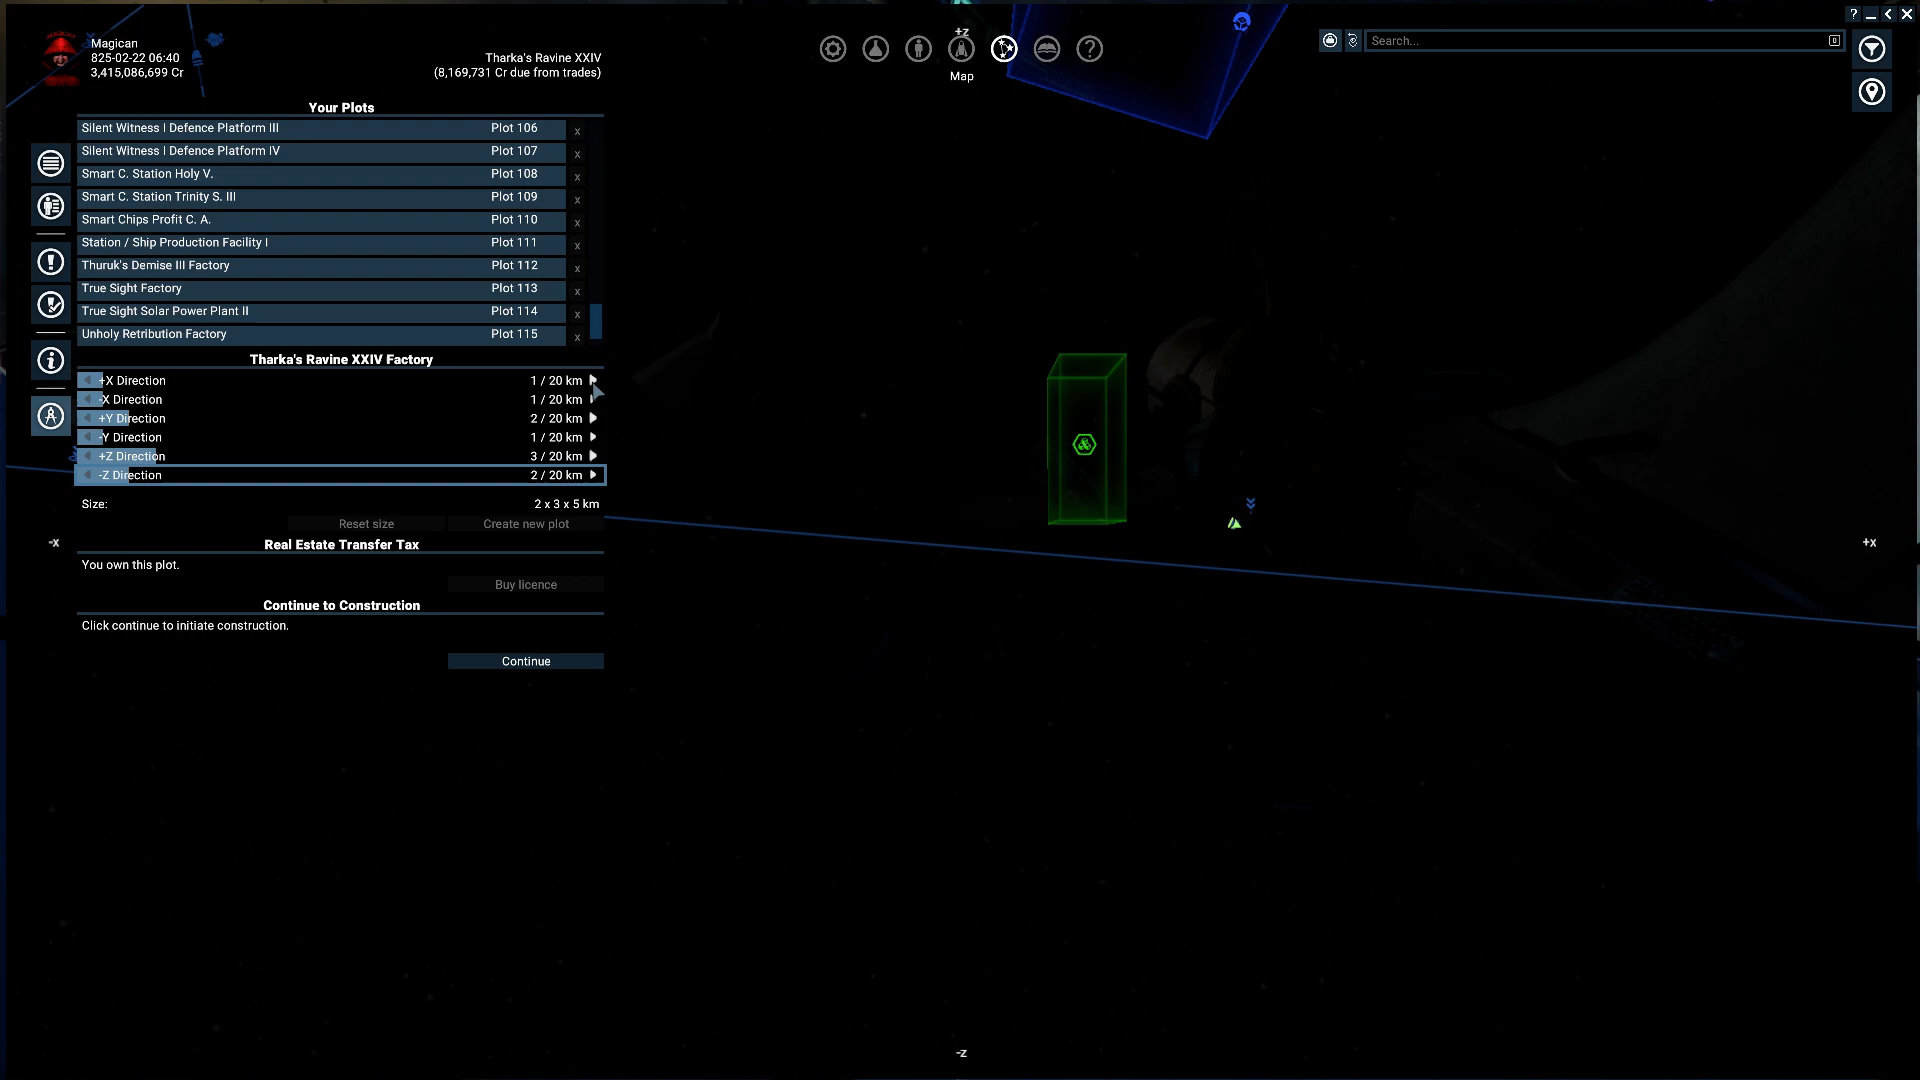 Magican
825-02-22 06:40
3,415,086,699 Cr
Tharka's Ravine XXIV
(8,169,731 Cr due from trades)
+Z
Map
Search...
Your Plots
Silent Witness I Defence Platform III Plot 106 x
Silent Witness I Defence Platform IV Plot 107 x
Smart C. Station Holy V. Plot 108 x
Smart C. Station Trinity S. III Plot 109 x
Smart Chips Profit C. A. Plot 110 x
Station / Ship Production Facility I Plot 111 x
Thuruk's Demise III Factory Plot 112 x
True Sight Factory Plot 113 x
True Sight Solar Power Plant II Plot 114 x
Unholy Retribution Factory Plot 115 x
Tharka's Ravine XXIV Factory
+X Direction 1 / 20 km
-X Direction 1 / 20 km
+Y Direction 2 / 20 km
-Y Direction 1 / 20 km
+Z Direction 3 / 20 km
-Z Direction 2 / 20 km
Size: 2 x 3 x 5 km
Reset size Create new plot
-X
+X
Real Estate Transfer Tax
You own this plot.
Buy licence
Continue to Construction
Click continue to initiate construction.
Continue
-Z